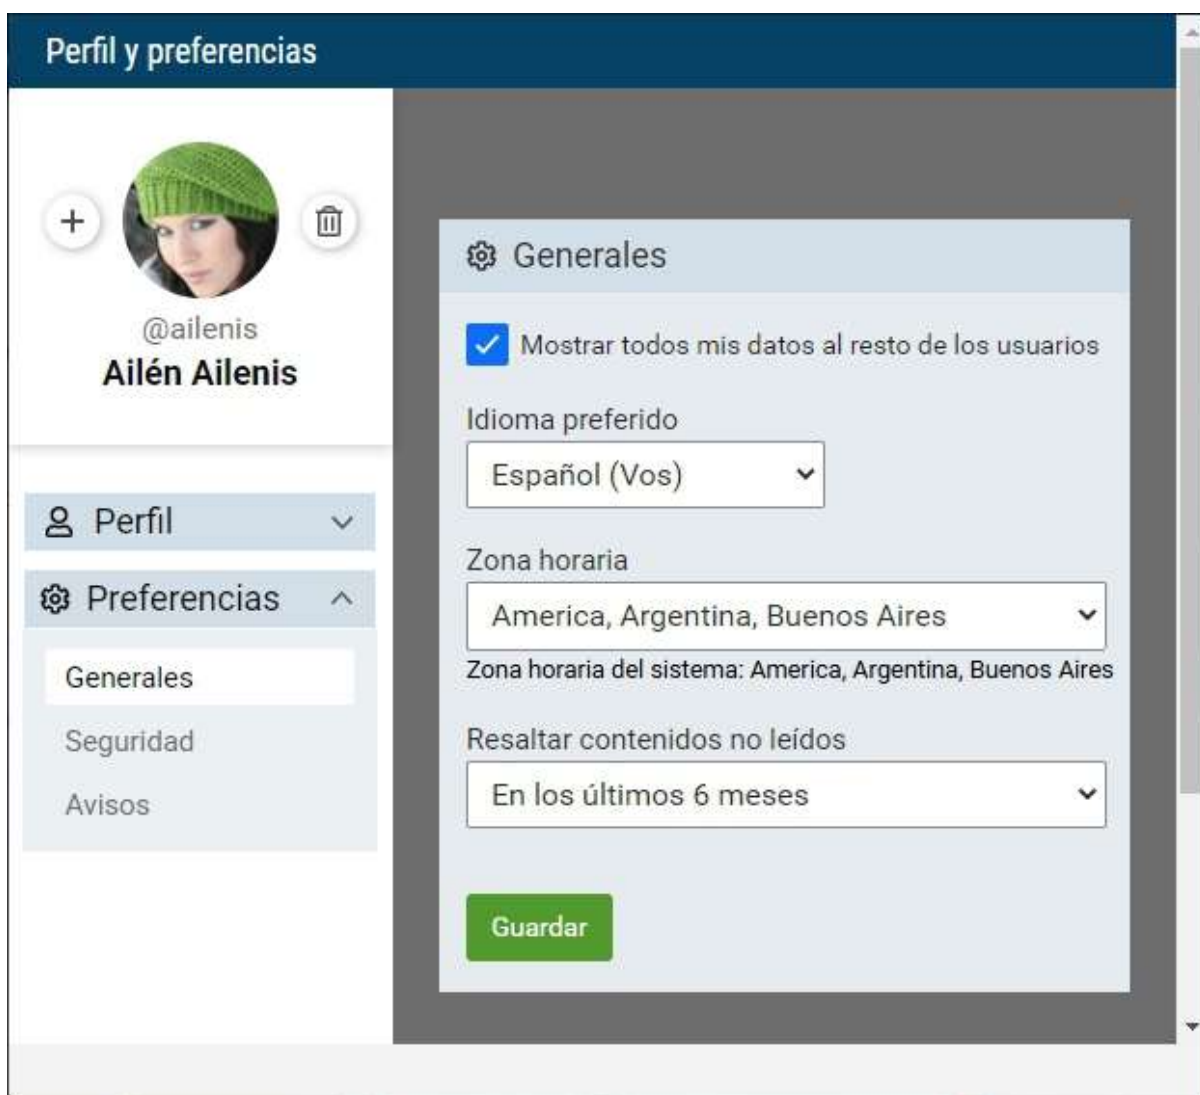 Perfil y preferencias
@ailenis
Ailén Ailenis
Perfil
Preferencias
Generales
Seguridad
Avisos
Generales
Mostrar todos mis datos al resto de los usuarios
Idioma preferido
Español (Vos)
Zona horaria
America, Argentina, Buenos Aires
Zona horaria del sistema: America, Argentina, Buenos Aires
Resaltar contenidos no leídos
En los últimos 6 meses
Guardar